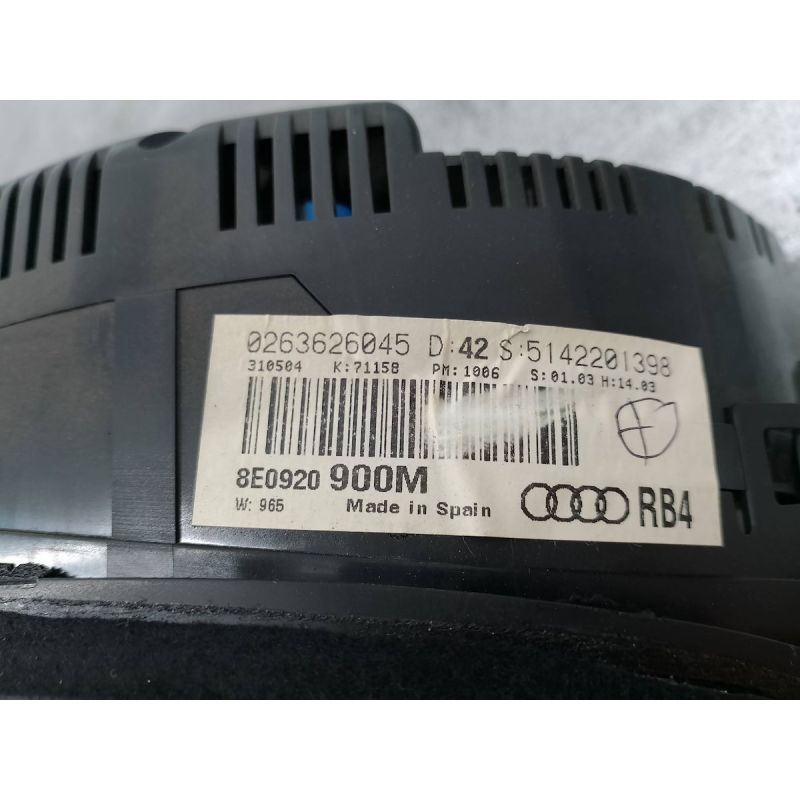 0263626045 D:42 S:5142201398
310504 K:71158 PM:1006 S:01.03 H:14.03
8E0920 900M
W: 965 Made in Spain RB4